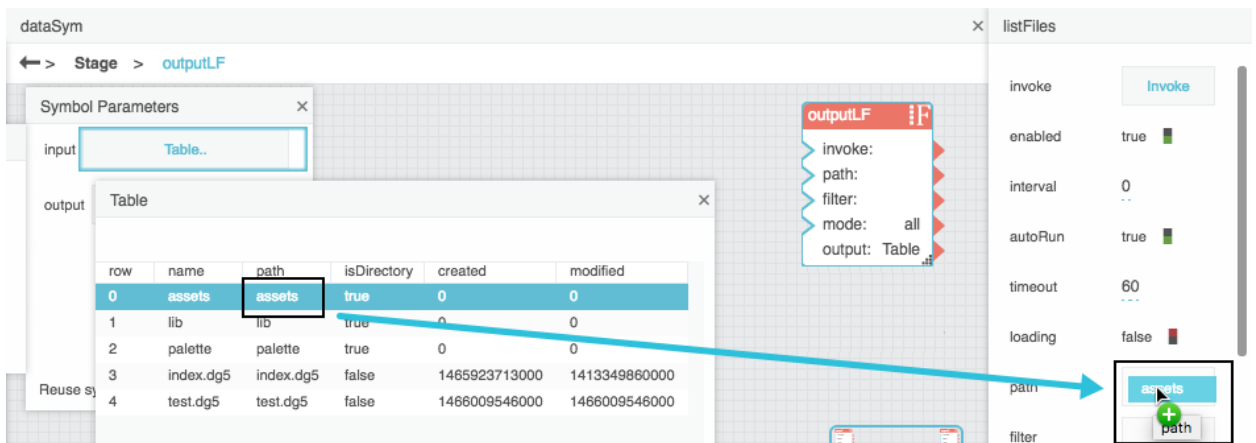 dataSym
listFiles
Stage > outputLF
Symbol Parameters
input Table..
output
Table
row name path isDirectory created modified
0 assets assets true 0 0
1 lib lib true 0 0
2 palette palette true 0 0
3 index.dg5 index.dg5 false 1465923713000 1413349860000
4 test.dg5 test.dg5 false 1466009546000 1466009546000
Reuse sy
outputLF F
invoke:
path:
filter:
mode: all
output: Table
invoke Invoke
enabled true
interval 0
autoRun true
timeout 60
loading false
path assets
path
filter